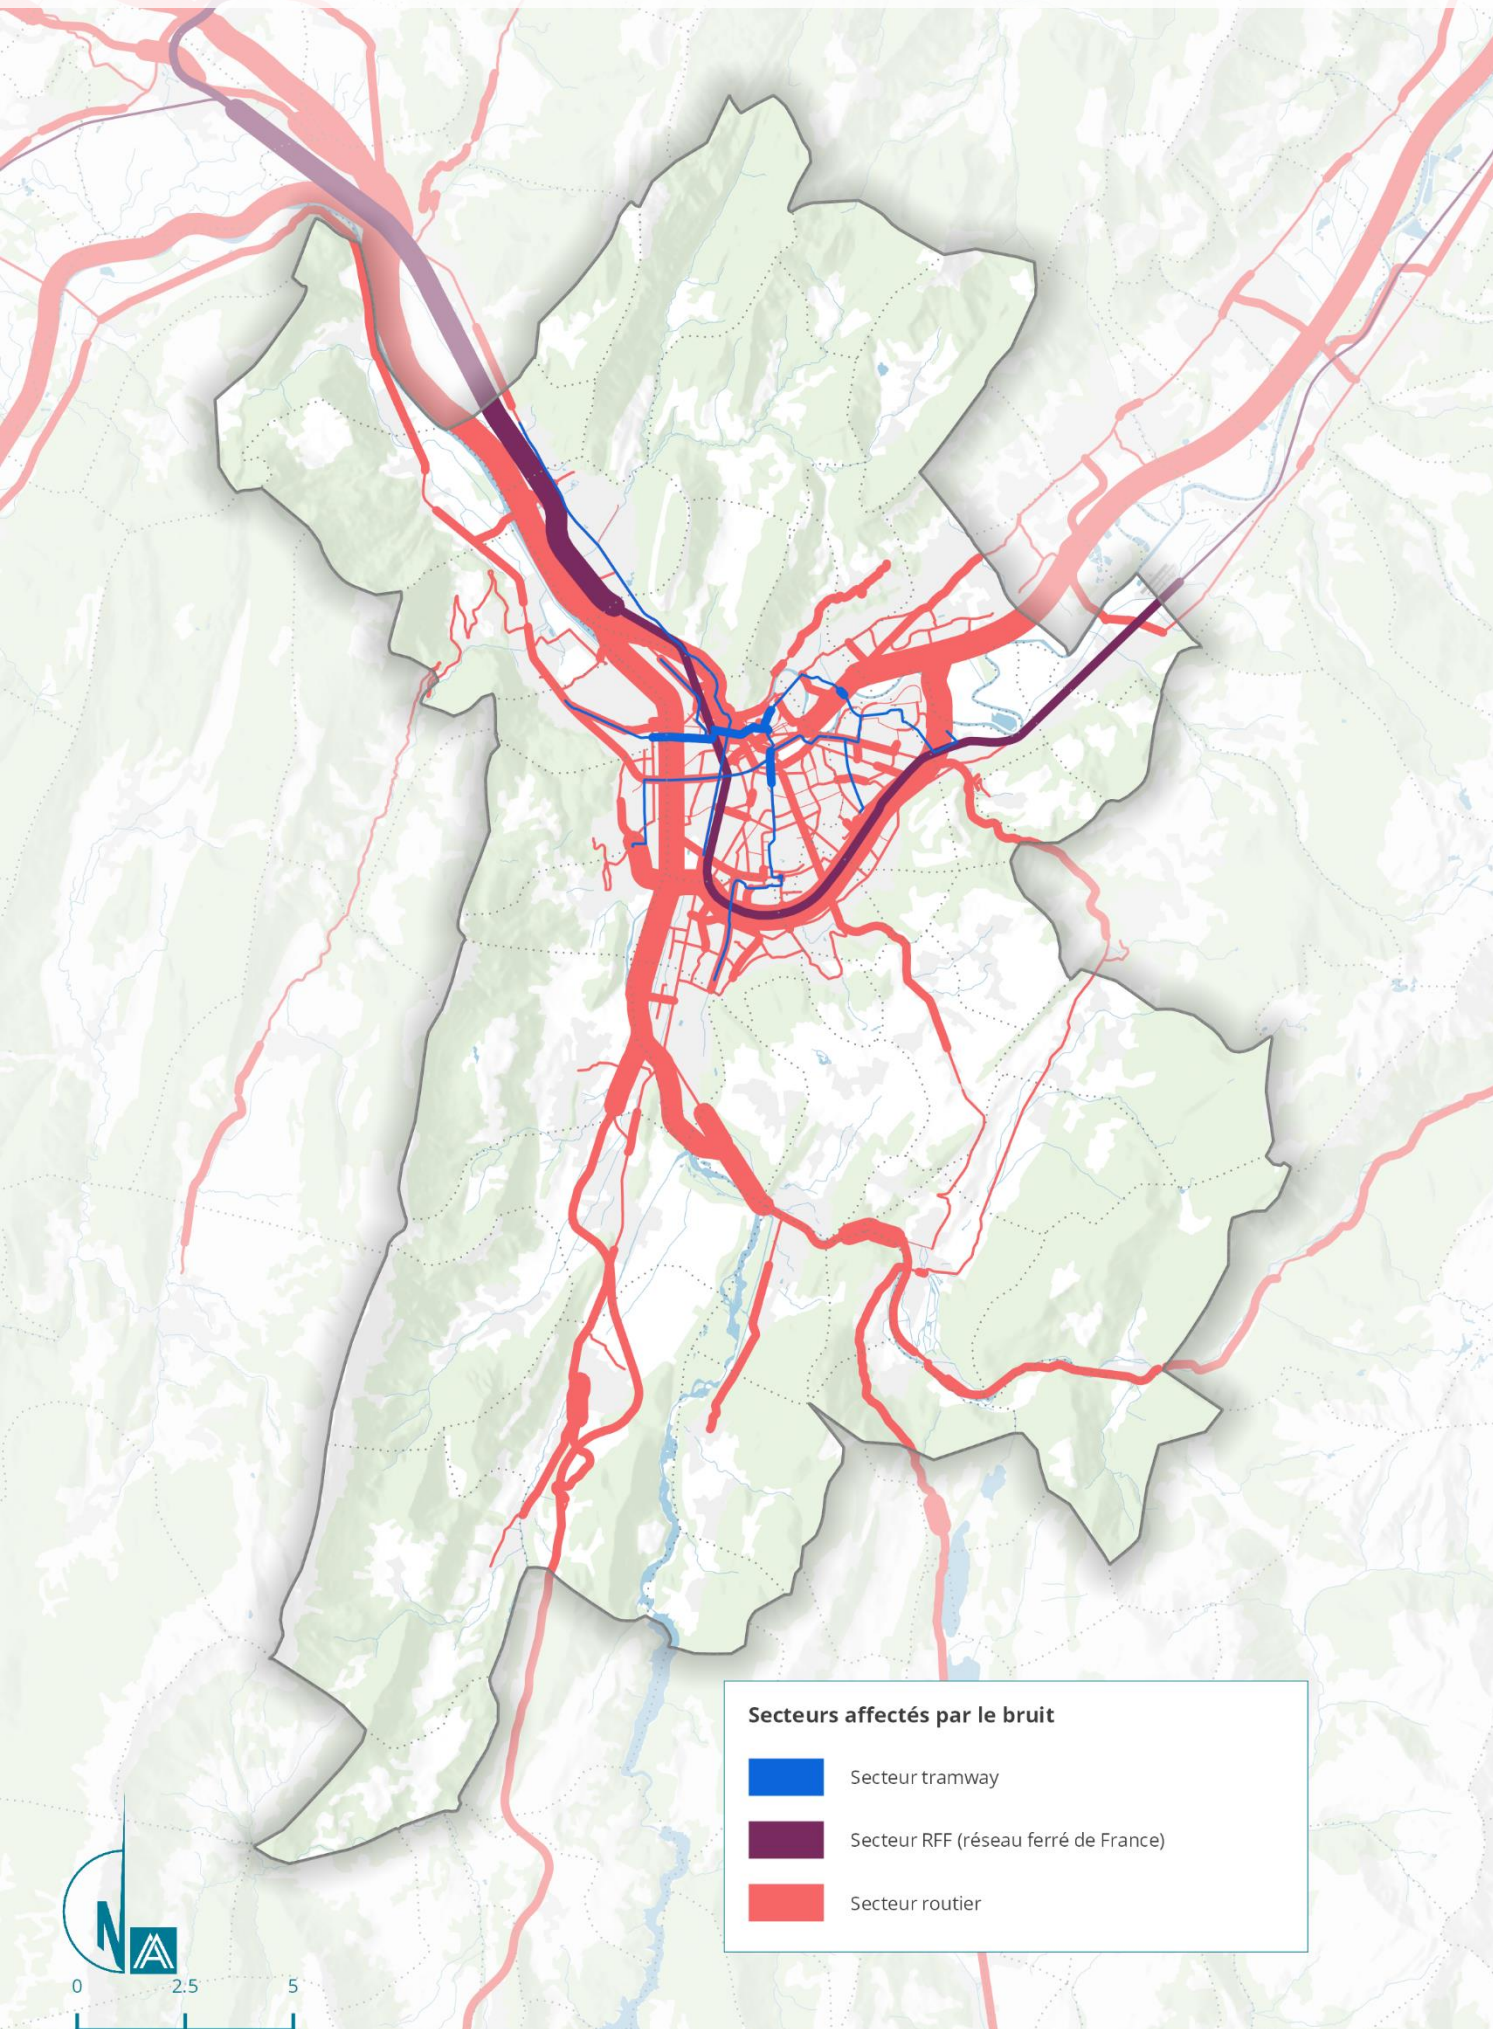 Secteurs affectés par le bruit
Secteur tramway
Secteur RFF (réseau ferré de France)
Secteur routier
N
0 2.5 5